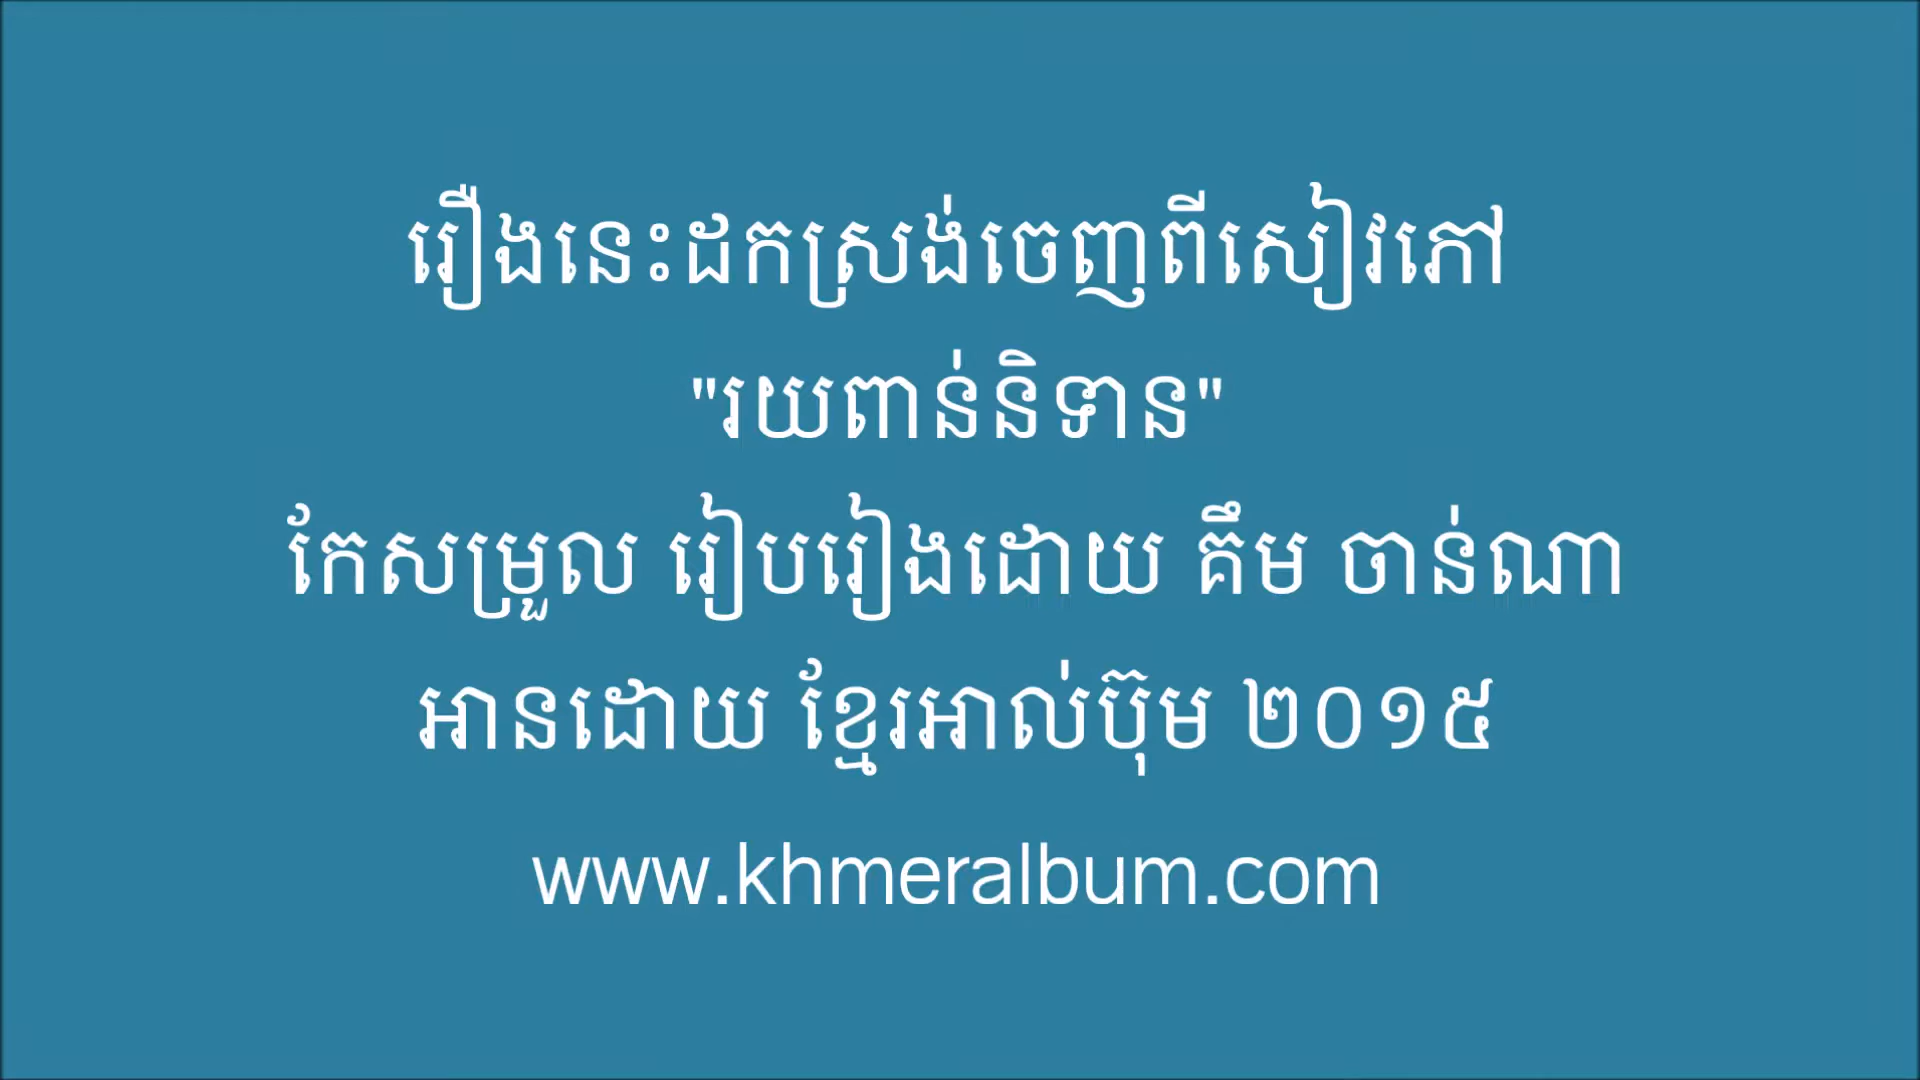 រឿងនេះដកស្រង់ចេញពីសៀវភៅ
"រយពាន់និទាន"
កែសម្រួល រៀបរៀងដោយ គឹម ចាន់ណា
អានដោយ ខ្មែរអាល់ប៊ុម ២០១៥
www.khmeralbum.com